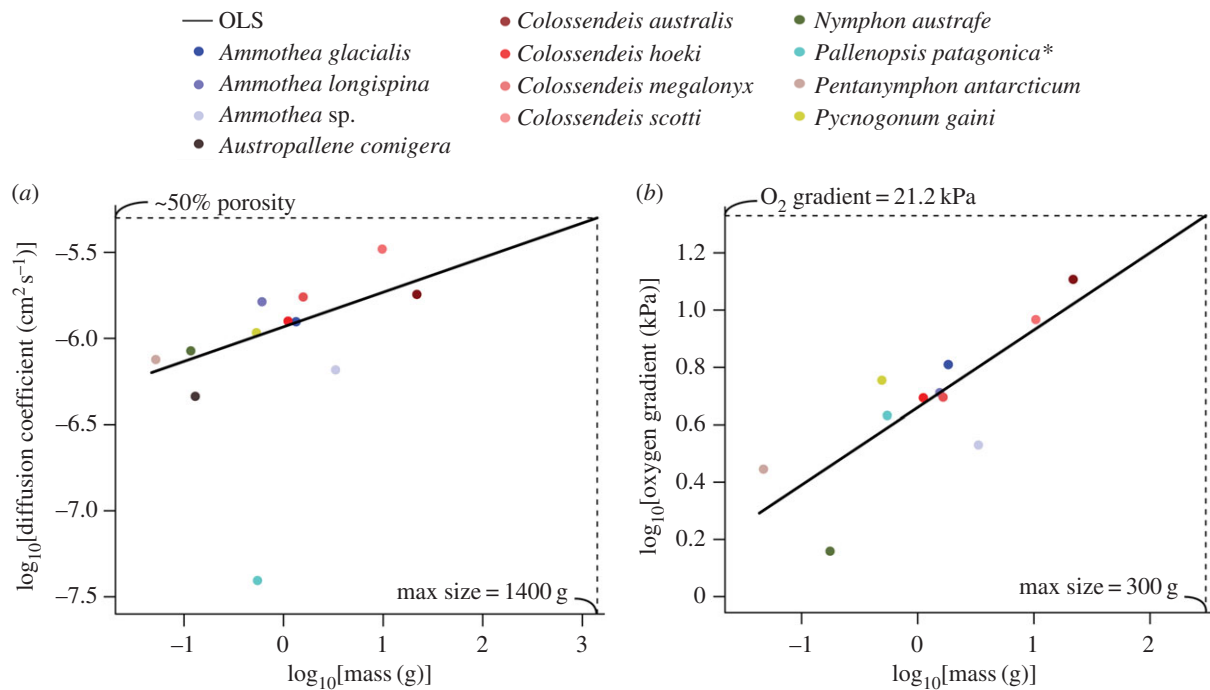 OLS
Ammothea glacialis
Ammothea longispina
Ammothea sp.
Austropallene comigera
Colossendeis australis
Colossendeis hoeki
Colossendeis megalonyx
Colossendeis scotti
Nymphon austrafe
Pallenopsis patagonica*
Pentanymphon antarcticum
Pycnogonum gaini
(a)
~50% porosity
log10[diffusion coefficient (cm2 s−1)]
−5.5
−6.0
−6.5
−7.0
−7.5
max size = 1400 g
−1 0 1 2 3
log10[mass (g)]
(b)
O2 gradient = 21.2 kPa
log10[oxygen gradient (kPa)]
1.2
1.0
0.8
0.6
0.4
0.2
0
max size = 300 g
−1 0 1 2
log10[mass (g)]